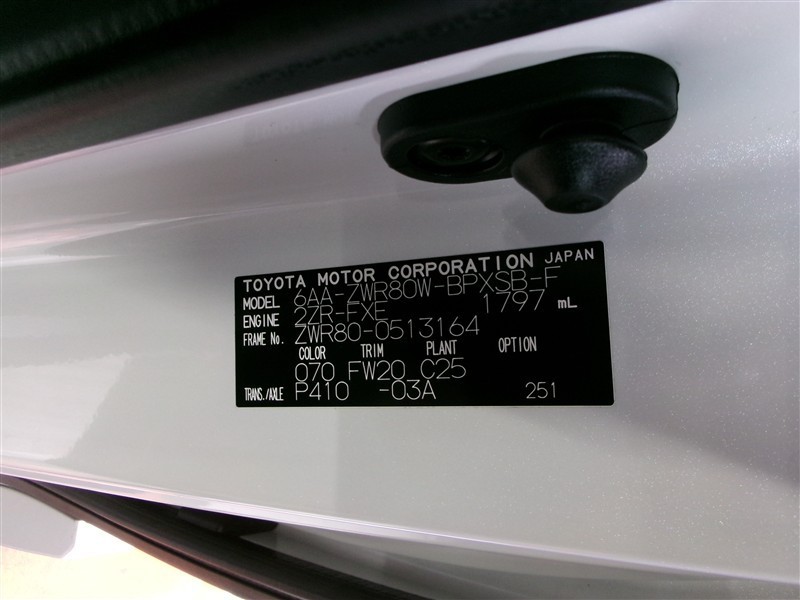 TOYOTA MOTOR CORPORATION JAPAN
MODEL 6AA-ZWR80W-BPXSB-F
ENGINE 2ZR-FXE 1797 mL
FRAME No. ZWR80-0513164
COLOR TRIM PLANT OPTION
070 FW20 C25
TRANS./AXLE P410 -03A 251